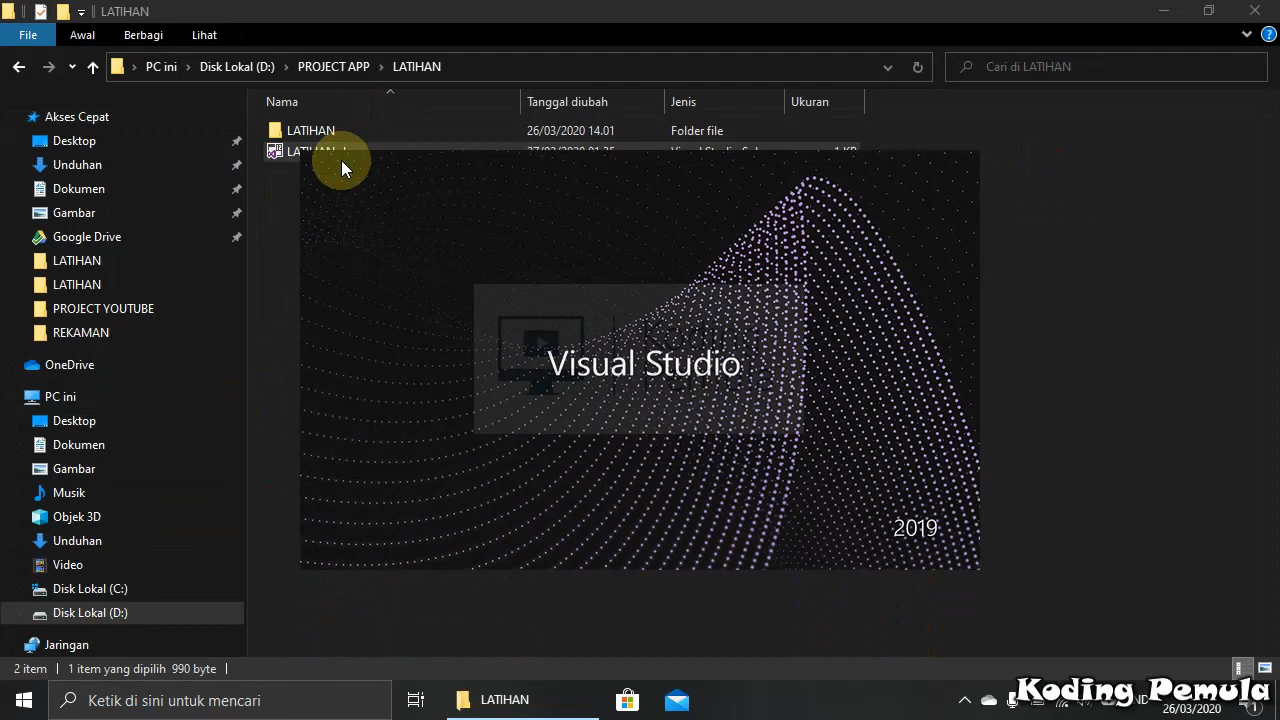 LATIHAN
File Awal Berbagi Lihat
PC ini Disk Lokal (D:) PROJECT APP LATIHAN
Cari di LATIHAN
Nama Tanggal diubah Jenis Ukuran
Akses Cepat
Desktop
Unduhan
Dokumen
Gambar
Google Drive
LATIHAN
LATIHAN
PROJECT YOUTUBE
REKAMAN
OneDrive
PC ini
Desktop
Dokumen
Gambar
Musik
Objek 3D
Unduhan
Video
Disk Lokal (C:)
Disk Lokal (D:)
Jaringan
LATIHAN 26/03/2020 14.01 Folder file
Visual Studio
2019
2 item 1 item yang dipilih 990 byte
Ketik di sini untuk mencari
LATIHAN
Koding Pemula
26/03/2020